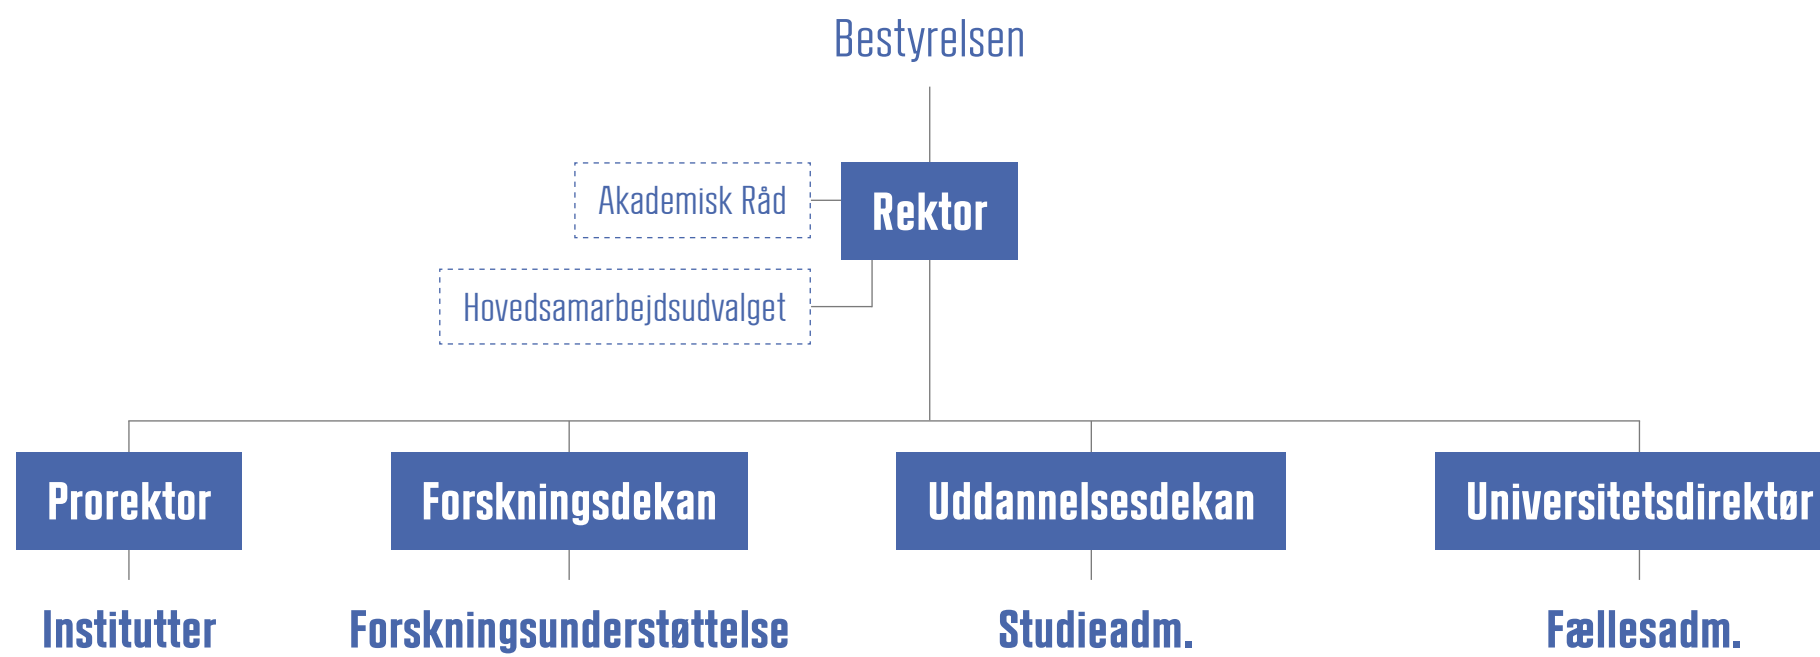 Bestyrelsen
Akademisk Råd
Rektor
Hovedsamarbejdsudvalget
Prorektor
Forskningsdekan
Uddannelsesdekan
Universitetsdirektør
Institutter
Forskningsunderstøttelse
Studieadm.
Fællesadm.